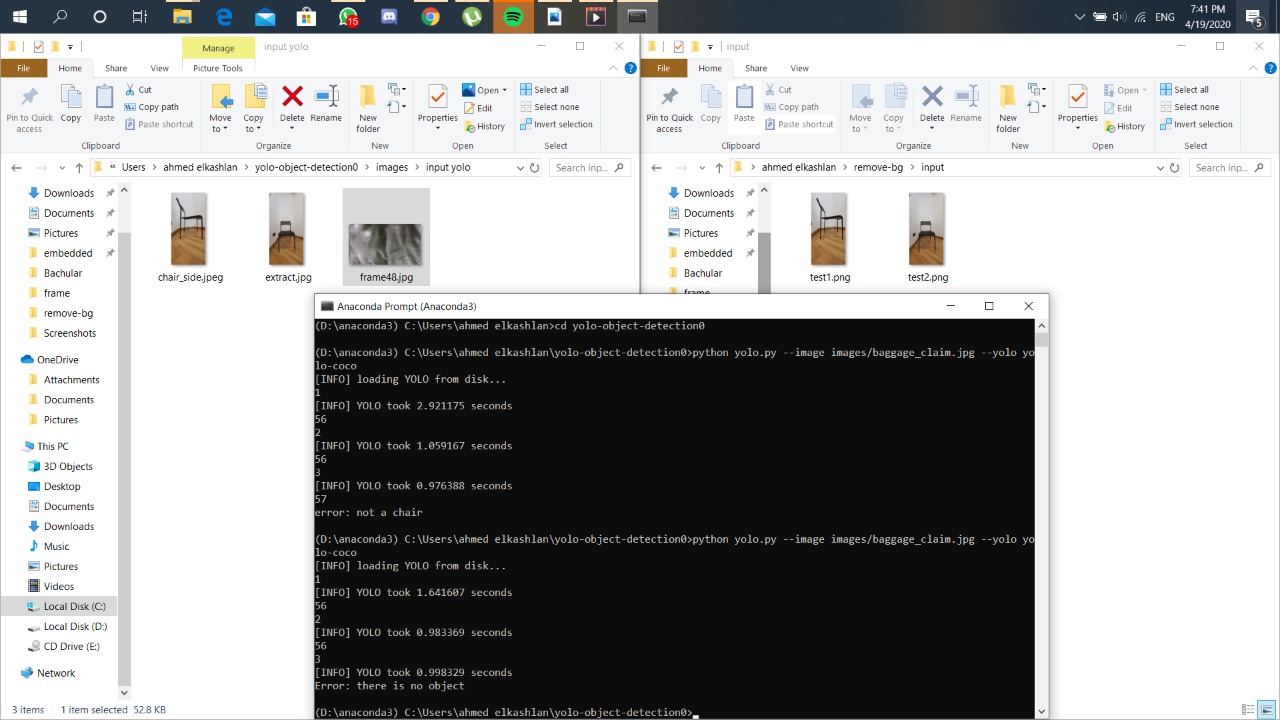 15
ENG
7:41 PM
4/19/2020
5
Manage
input yolo
File
Home
Share
View
Picture Tools
Pin to Quick access
Copy
Paste
Cut
Copy path
Paste shortcut
Clipboard
Move to
Copy to
Delete
Rename
Organize
New folder
New
Properties
Open
Edit
History
Open
Select all
Select none
Invert selection
Select
« Users > ahmed elkashlan > yolo-object-detection0 > images > input yolo
Search inp...
Downloads
Documents
Pictures
embedded
Bachular
frame
remove-bg
Screenshots
OneDrive
Attachments
Documents
Pictures
This PC
3D Objects
Desktop
Documents
Downloads
Music
Pictures
Videos
Local Disk (C:)
Local Disk (D:)
CD Drive (E:)
Network
chair_side.jpeg
extract.jpg
frame48.jpg
3 items 1 item selected 52.8 KB
input
File
Home
Share
View
Pin to Quick access
Copy
Paste
Cut
Copy path
Paste shortcut
Clipboard
Move to
Copy to
Delete
Rename
Organize
New folder
New
Properties
Open
Edit
History
Open
Select all
Select none
Invert selection
Select
> ahmed elkashlan > remove-bg > input
Search inp...
Downloads
Documents
Pictures
embedded
Bachular
frame
test1.png
test2.png
Anaconda Prompt (Anaconda3)
(D:\anaconda3) C:\Users\ahmed elkashlan>cd yolo-object-detection0
(D:\anaconda3) C:\Users\ahmed elkashlan\yolo-object-detection0>python yolo.py --image images/baggage_claim.jpg --yolo yo
lo-coco
[INFO] loading YOLO from disk...
1
[INFO] YOLO took 2.921175 seconds
56
2
[INFO] YOLO took 1.059167 seconds
56
3
[INFO] YOLO took 0.976388 seconds
57
error: not a chair
(D:\anaconda3) C:\Users\ahmed elkashlan\yolo-object-detection0>python yolo.py --image images/baggage_claim.jpg --yolo yo
lo-coco
[INFO] loading YOLO from disk...
1
[INFO] YOLO took 1.641607 seconds
56
2
[INFO] YOLO took 0.983369 seconds
56
3
[INFO] YOLO took 0.998329 seconds
Error: there is no object
(D:\anaconda3) C:\Users\ahmed elkashlan\yolo-object-detection0>